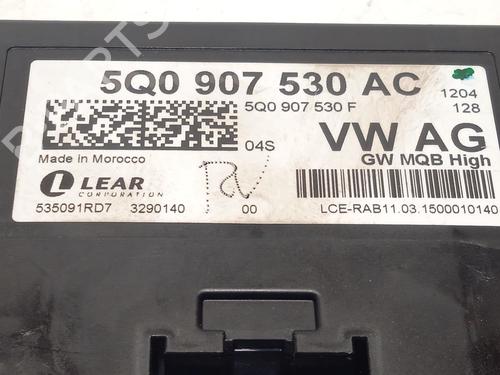 5Q0 907 530 AC
1204
5Q0 907 530 F
128
04S
VW AG
Made in Morocco
GW MQB High
LEAR
CORPORATION
535091RD7 3290140 00
LCE-RAB11.03.1500010140